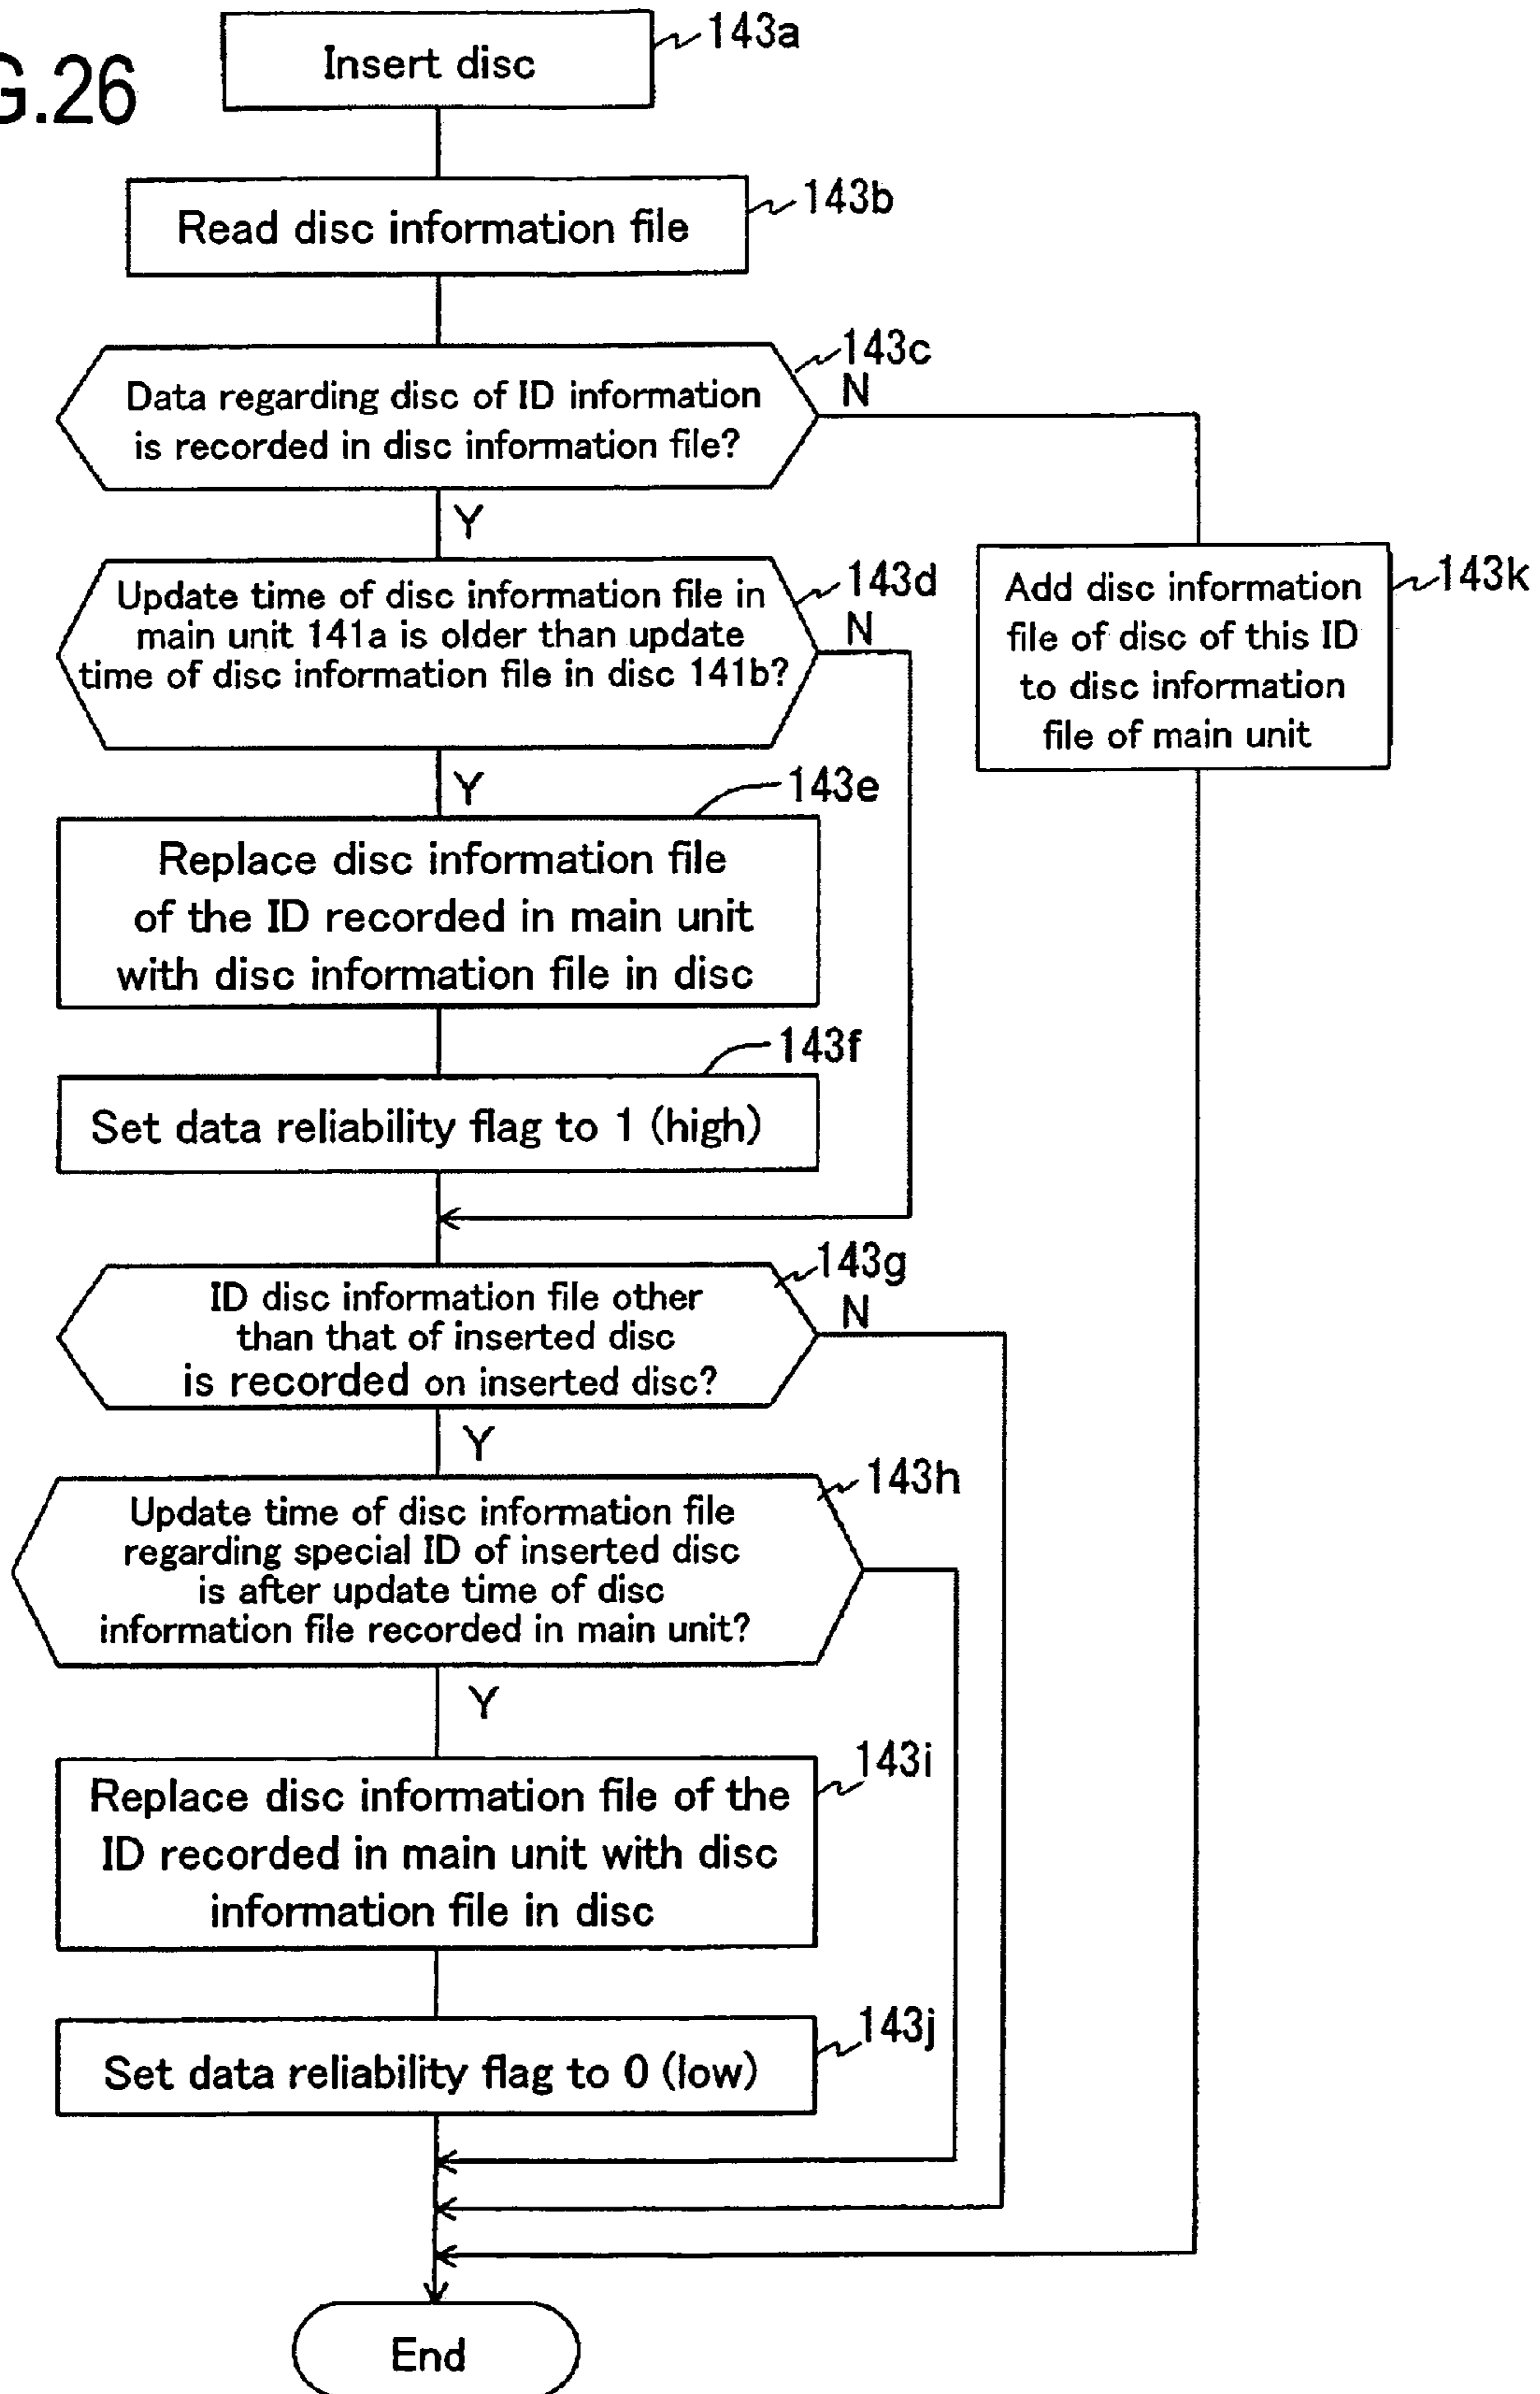 G.26
Insert disc
143a
Read disc information file
143b
143c
Data regarding disc of ID information
is recorded in disc information file?
N
Y
143d
Update time of disc information file in
main unit 141a is older than update
time of disc information file in disc 141b?
N
Add disc information
file of disc of this ID
to disc information
file of main unit
143k
Y
143e
Replace disc information file
of the ID recorded in main unit
with disc information file in disc
143f
Set data reliability flag to 1 (high)
143g
ID disc information file other
than that of inserted disc
is recorded on inserted disc?
N
Y
143h
Update time of disc information file
regarding special ID of inserted disc
is after update time of disc
information file recorded in main unit?
Y
143i
Replace disc information file of the
ID recorded in main unit with disc
information file in disc
143j
Set data reliability flag to 0 (low)
End